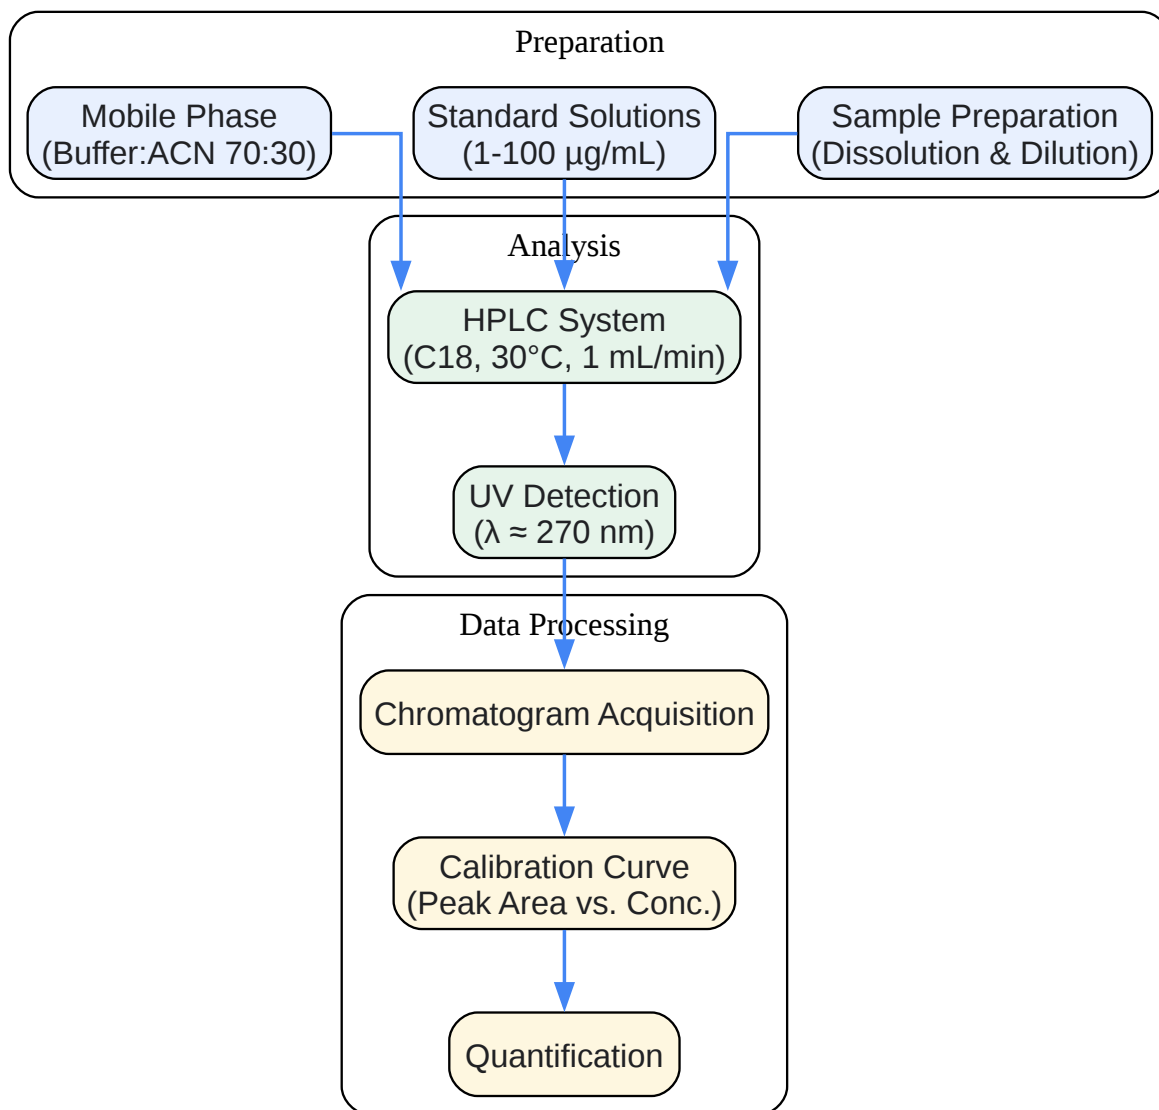 Preparation
Mobile Phase
(Buffer:ACN 70:30)
Standard Solutions
(1-100 µg/mL)
Sample Preparation
(Dissolution & Dilution)
Analysis
HPLC System
(C18, 30°C, 1 mL/min)
UV Detection
(λ ≈ 270 nm)
Data Processing
Chromatogram Acquisition
Calibration Curve
(Peak Area vs. Conc.)
Quantification